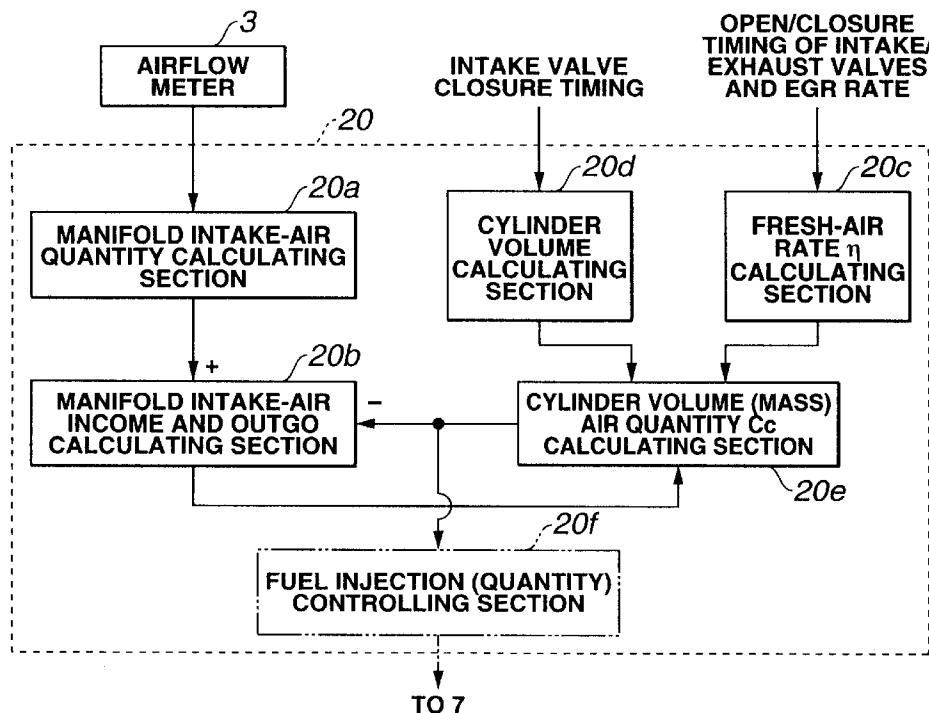 3
AIRFLOW
METER
INTAKE VALVE
CLOSURE TIMING
OPEN/CLOSURE
TIMING OF INTAKE/
EXHAUST VALVES
AND EGR RATE
20
20a
MANIFOLD INTAKE-AIR
QUANTITY CALCULATING
SECTION
20d
CYLINDER
VOLUME
CALCULATING
SECTION
20c
FRESH-AIR
RATE η
CALCULATING
SECTION
+
20b
MANIFOLD INTAKE-AIR
INCOME AND OUTGO
CALCULATING SECTION
−
CYLINDER VOLUME (MASS)
AIR QUANTITY Cc
CALCULATING SECTION
20e
20f
FUEL INJECTION (QUANTITY)
CONTROLLING SECTION
TO 7